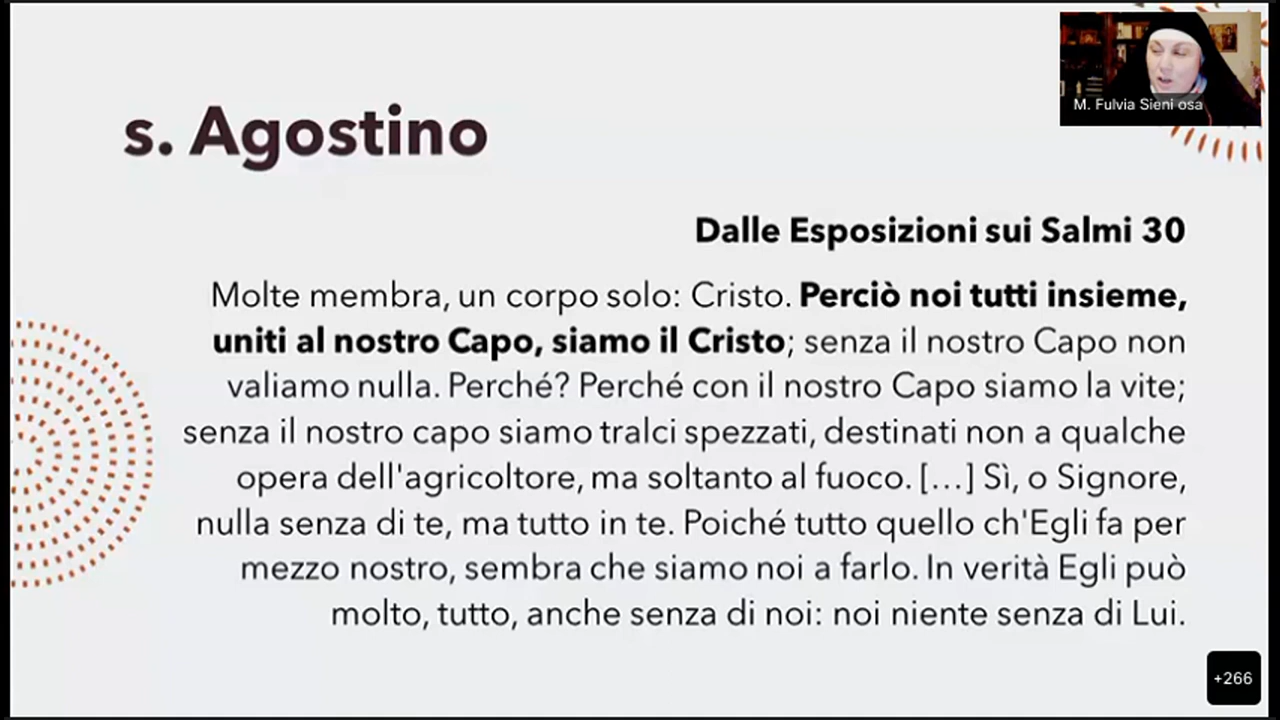 M. Fulvia Sieni osa
s. Agostino
Dalle Esposizioni sui Salmi 30
Molte membra, un corpo solo: Cristo. Perciò noi tutti insieme,
uniti al nostro Capo, siamo il Cristo; senza il nostro Capo non
valiamo nulla. Perché? Perché con il nostro Capo siamo la vite;
senza il nostro capo siamo tralci spezzati, destinati non a qualche
opera dell'agricoltore, ma soltanto al fuoco. […] Sì, o Signore,
nulla senza di te, ma tutto in te. Poiché tutto quello ch'Egli fa per
mezzo nostro, sembra che siamo noi a farlo. In verità Egli può
molto, tutto, anche senza di noi: noi niente senza di Lui.
+266